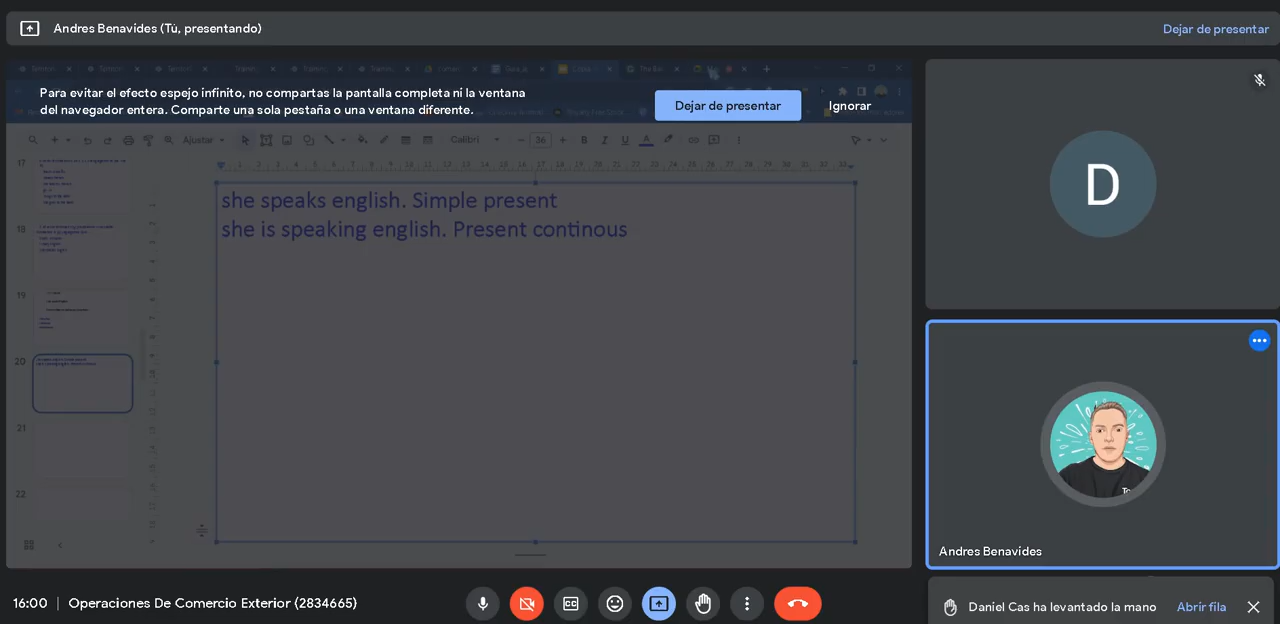 Andres Benavides (Tú, presentando)
Dejar de presentar
Para evitar el efecto espejo infinito, no compartas la pantalla completa ni la ventana
del navegador entera. Comparte una sola pestaña o una ventana diferente.
Dejar de presentar
Ignorar
Ajustar
Calibri
36
17
18
19
20
21
22
she speaks english. Simple present
she is speaking english. Present continous
D
Andres Benavides
16:00 | Operaciones De Comercio Exterior (2834665)
Daniel Cas ha levantado la mano
Abrir fila